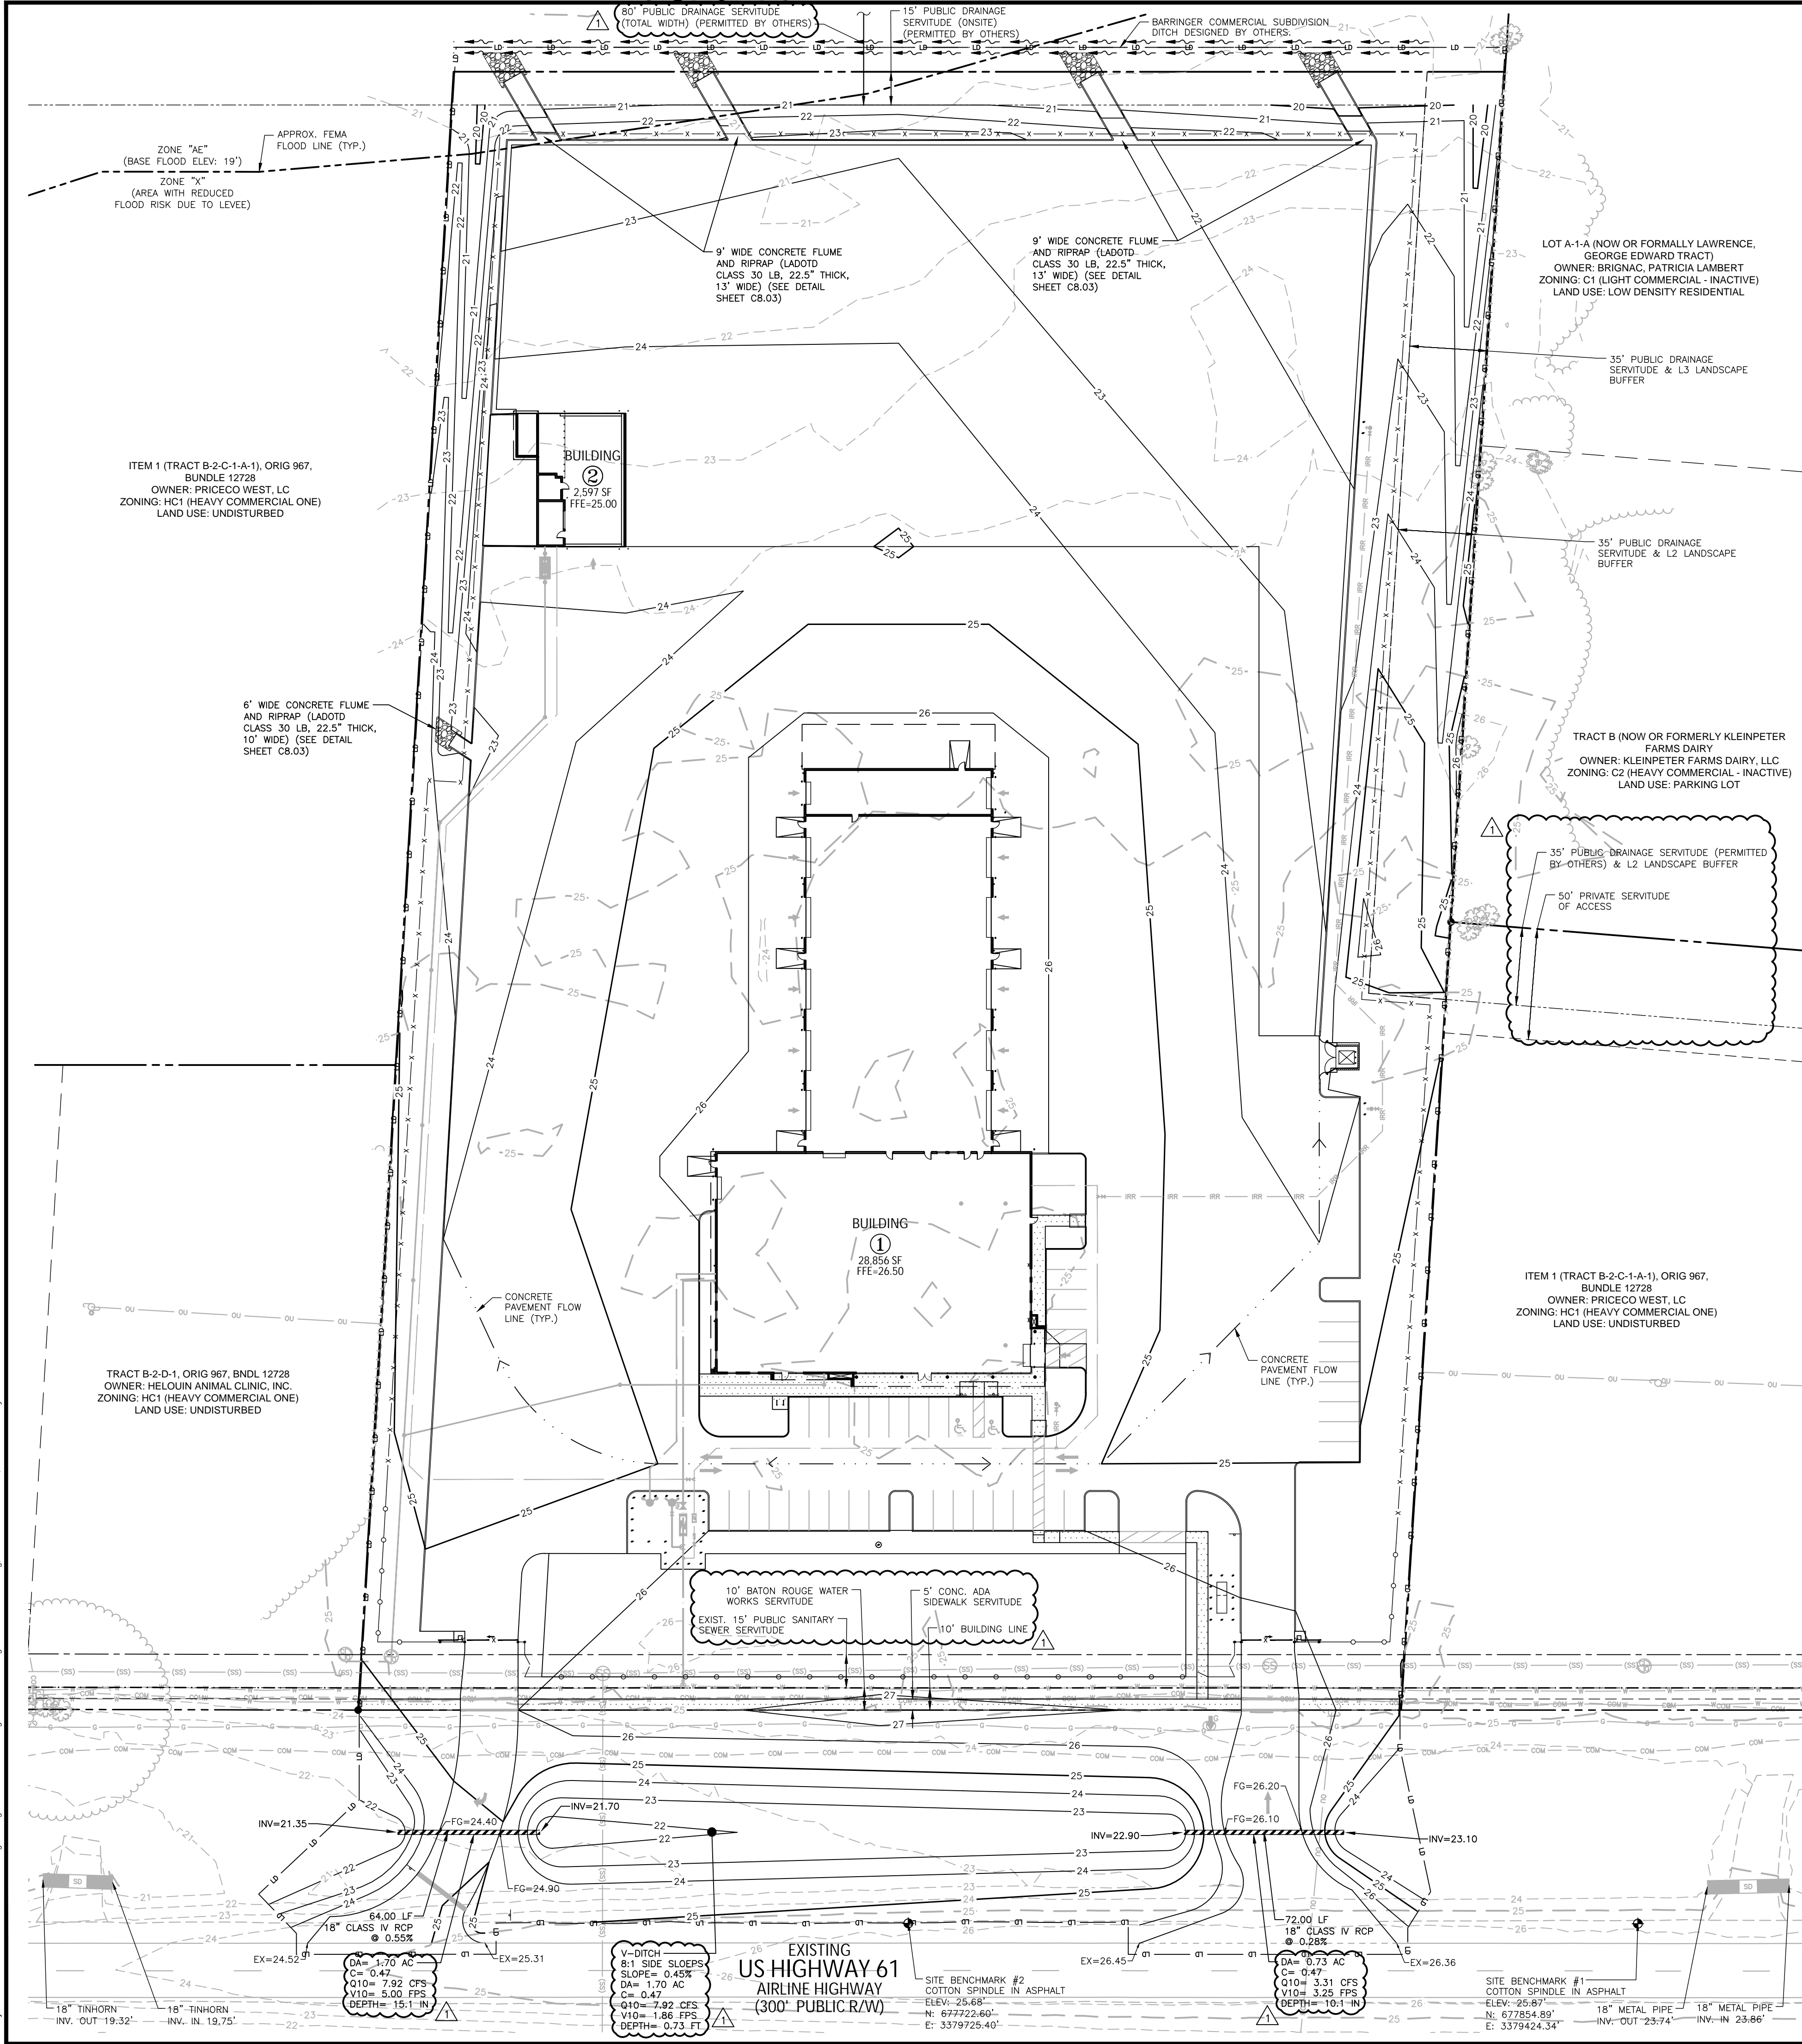 80' PUBLIC DRAINAGE SERVITUDE
(TOTAL WIDTH) (PERMITTED BY OTHERS)
1
15' PUBLIC DRAINAGE
SERVITUDE (ONSITE)
(PERMITTED BY OTHERS)
BARRINGER COMMERCIAL SUBDIVISION
DITCH DESIGNED BY OTHERS.
APPROX. FEMA
FLOOD LINE (TYP.)
ZONE "AE"
(BASE FLOOD ELEV: 19')
ZONE "X"
(AREA WITH REDUCED
FLOOD RISK DUE TO LEVEE)
9' WIDE CONCRETE FLUME
AND RIPRAP (LADOTD
CLASS 30 LB, 22.5" THICK,
13' WIDE) (SEE DETAIL
SHEET C8.03)
9' WIDE CONCRETE FLUME
AND RIPRAP (LADOTD
CLASS 30 LB, 22.5" THICK,
13' WIDE) (SEE DETAIL
SHEET C8.03)
LOT A-1-A (NOW OR FORMALLY LAWRENCE,
GEORGE EDWARD TRACT)
OWNER: BRIGNAC, PATRICIA LAMBERT
ZONING: C1 (LIGHT COMMERCIAL - INACTIVE)
LAND USE: LOW DENSITY RESIDENTIAL
35' PUBLIC DRAINAGE
SERVITUDE & L3 LANDSCAPE
BUFFER
ITEM 1 (TRACT B-2-C-1-A-1), ORIG 967,
BUNDLE 12728
OWNER: PRICECO WEST, LC
ZONING: HC1 (HEAVY COMMERCIAL ONE)
LAND USE: UNDISTURBED
BUILDING
2
2,597 SF
FFE=25.00
35' PUBLIC DRAINAGE
SERVITUDE & L2 LANDSCAPE
BUFFER
6' WIDE CONCRETE FLUME
AND RIPRAP (LADOTD
CLASS 30 LB, 22.5" THICK,
10' WIDE) (SEE DETAIL
SHEET C8.03)
TRACT B (NOW OR FORMERLY KLEINPETER
FARMS DAIRY
OWNER: KLEINPETER FARMS DAIRY, LLC
ZONING: C2 (HEAVY COMMERCIAL - INACTIVE)
LAND USE: PARKING LOT
1
35' PUBLIC DRAINAGE SERVITUDE (PERMITTED
BY OTHERS) & L2 LANDSCAPE BUFFER
50' PRIVATE SERVITUDE
OF ACCESS
BUILDING
1
28,856 SF
FFE=26.50
CONCRETE
PAVEMENT FLOW
LINE (TYP.)
CONCRETE
PAVEMENT FLOW
LINE (TYP.)
ITEM 1 (TRACT B-2-C-1-A-1), ORIG 967,
BUNDLE 12728
OWNER: PRICECO WEST, LC
ZONING: HC1 (HEAVY COMMERCIAL ONE)
LAND USE: UNDISTURBED
TRACT B-2-D-1, ORIG 967, BNDL 12728
OWNER: HELOUIN ANIMAL CLINIC, INC.
ZONING: HC1 (HEAVY COMMERCIAL ONE)
LAND USE: UNDISTURBED
10' BATON ROUGE WATER
WORKS SERVITUDE
EXIST. 15' PUBLIC SANITARY
SEWER SERVITUDE
5' CONC. ADA
SIDEWALK SERVITUDE
10' BUILDING LINE
1
INV=21.35
FG=24.40
INV=21.70
FG=24.90
INV=22.90
FG=26.20
FG=26.10
INV=23.10
64.00 LF
18" CLASS IV RCP
@ 0.55%
EX=24.52
EX=25.31
DA= 1.70 AC
C= 0.47
Q10= 7.92 CFS
V10= 5.00 FPS
DEPTH= 15.1 IN
1
V-DITCH
8:1 SIDE SLOEPS
SLOPE= 0.45%
DA= 1.70 AC
C= 0.47
Q10= 7.92 CFS
V10= 1.86 FPS
DEPTH= 0.73 FT
1
EXISTING
US HIGHWAY 61
AIRLINE HIGHWAY
(300' PUBLIC R/W)
SITE BENCHMARK #2
COTTON SPINDLE IN ASPHALT
ELEV: 25.68'
N: 677722.60'
E: 3379725.40'
EX=26.45
72.00 LF
18" CLASS IV RCP
@ 0.28%
EX=26.36
DA= 0.73 AC
C= 0.47
Q10= 3.31 CFS
V10= 3.25 FPS
DEPTH= 10.1 IN
1
SITE BENCHMARK #1
COTTON SPINDLE IN ASPHALT
ELEV: 25.87'
N: 677854.89'
E: 3379424.34'
18" TINHORN
INV. OUT 19.32'
18" TINHORN
INV. IN 19.75'
18" METAL PIPE
INV. OUT 23.74'
18" METAL PIPE
INV. IN 23.86'